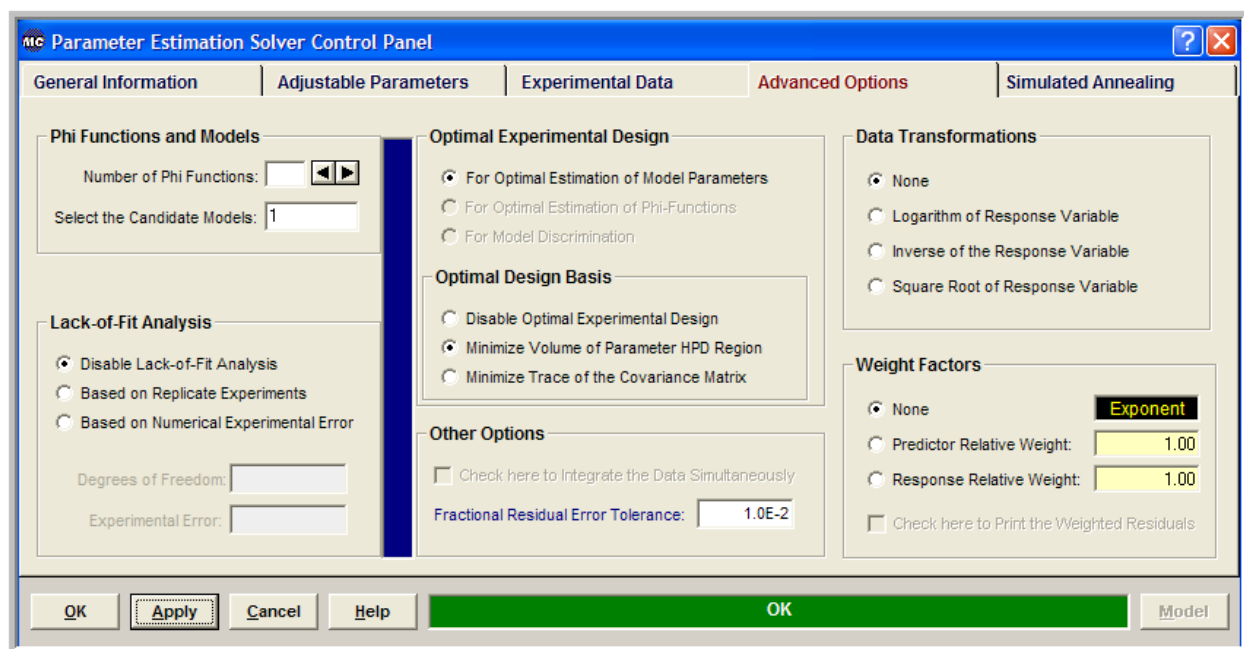 MC Parameter Estimation Solver Control Panel ?
General Information Adjustable Parameters Experimental Data Advanced Options Simulated Annealing
Phi Functions and Models
Number of Phi Functions:
Select the Candidate Models: 1
Lack-of-Fit Analysis
Disable Lack-of-Fit Analysis
Based on Replicate Experiments
Based on Numerical Experimental Error
Degrees of Freedom:
Experimental Error:
Optimal Experimental Design
For Optimal Estimation of Model Parameters
For Optimal Estimation of Phi-Functions
For Model Discrimination
Optimal Design Basis
Disable Optimal Experimental Design
Minimize Volume of Parameter HPD Region
Minimize Trace of the Covariance Matrix
Other Options
Check here to Integrate the Data Simultaneously
Fractional Residual Error Tolerance: 1.0E-2
Data Transformations
None
Logarithm of Response Variable
Inverse of the Response Variable
Square Root of Response Variable
Weight Factors
None Exponent
Predictor Relative Weight: 1.00
Response Relative Weight: 1.00
Check here to Print the Weighted Residuals
OK Apply Cancel Help OK Model